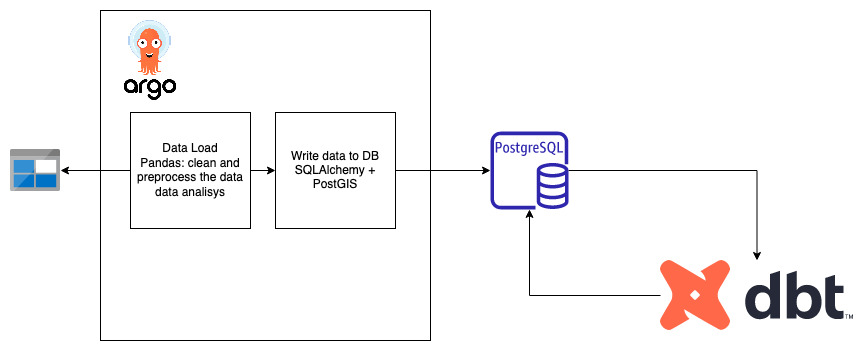 argo
Data Load
Pandas: clean and
preprocess the data
data analisys
Write data to DB
SQLAlchemy +
PostGIS
PostgreSQL
dbt™